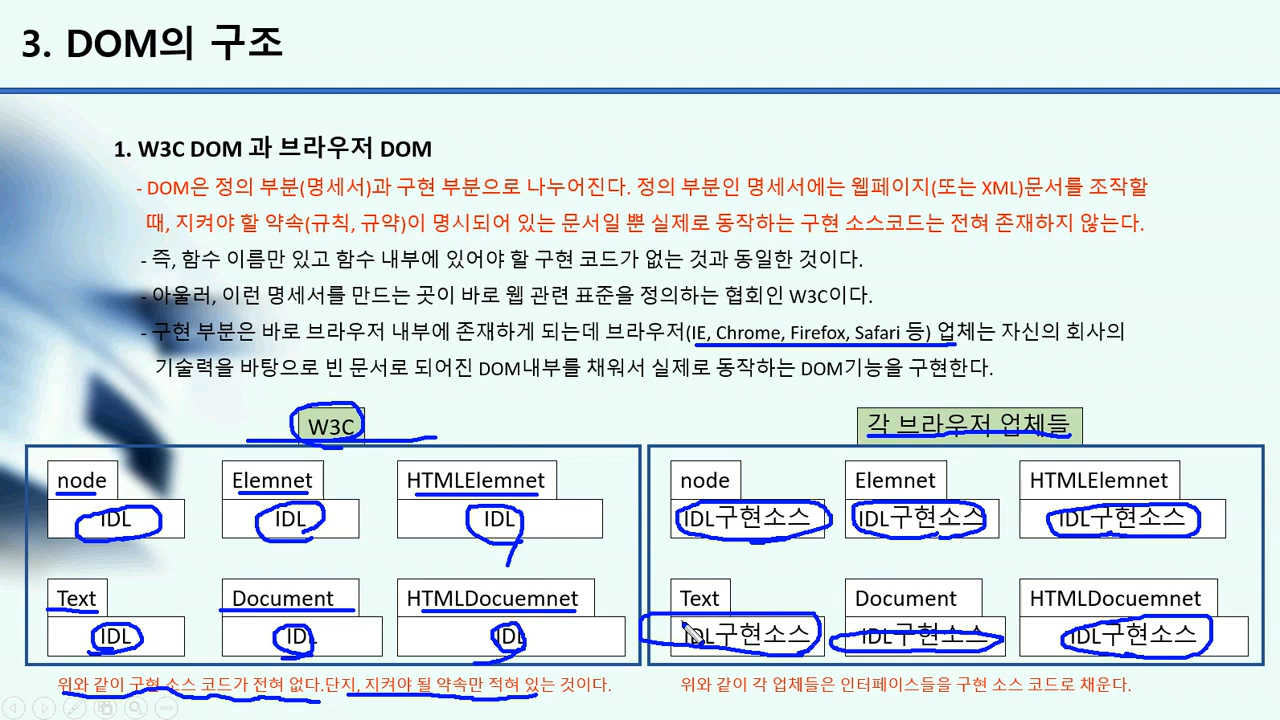 3. DOM의 구조
1. W3C DOM 과 브라우저 DOM
- DOM은 정의 부분(명세서)과 구현 부분으로 나누어진다. 정의 부분인 명세서에는 웹페이지(또는 XML)문서를 조작할
때, 지켜야 할 약속(규칙, 규약)이 명시되어 있는 문서일 뿐 실제로 동작하는 구현 소스코드는 전혀 존재하지 않는다.
- 즉, 함수 이름만 있고 함수 내부에 있어야 할 구현 코드가 없는 것과 동일한 것이다.
- 아울러, 이런 명세서를 만드는 곳이 바로 웹 관련 표준을 정의하는 협회인 W3C이다.
- 구현 부분은 바로 브라우저 내부에 존재하게 되는데 브라우저(IE, Chrome, Firefox, Safari 등) 업체는 자신의 회사의
기술력을 바탕으로 빈 문서로 되어진 DOM내부를 채워서 실제로 동작하는 DOM기능을 구현한다.
W3C
node Elemnet HTMLElemnet
IDL IDL IDL
Text Document HTMLDocuemnet
IDL IDL IDL
위와 같이 구현 소스 코드가 전혀 없다.단지, 지켜야 될 약속만 적혀 있는 것이다.
각 브라우저 업체들
node Elemnet HTMLElemnet
IDL구현소스 IDL구현소스 IDL구현소스
Text Document HTMLDocuemnet
IDL구현소스 IDL구현소스 IDL구현소스
위와 같이 각 업체들은 인터페이스들을 구현 소스 코드로 채운다.